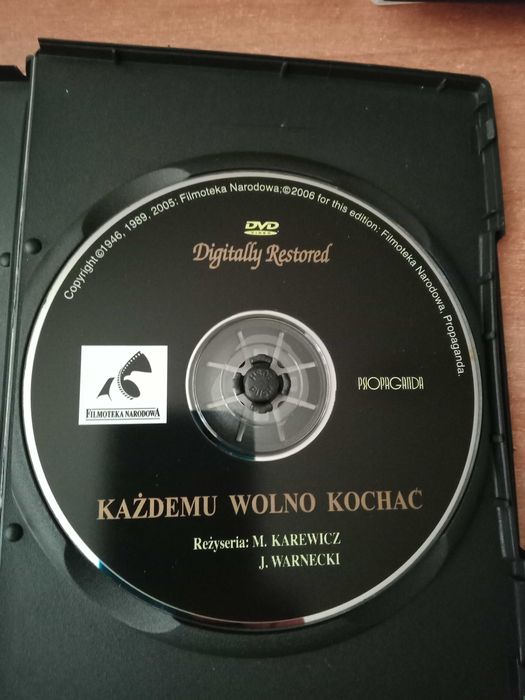 Copyright ©1946, 1989, 2005: Filmoteka Narodowa;©2006 for this edition: Filmoteka Narodowa, Propaganda.
DVD
VIDEO
Digitally Restored
FILMOTEKA NARODOWA
PROPAGANDA
KAŻDEMU WOLNO KOCHAĆ
Reżyseria: M. KAREWICZ
J. WARNECKI